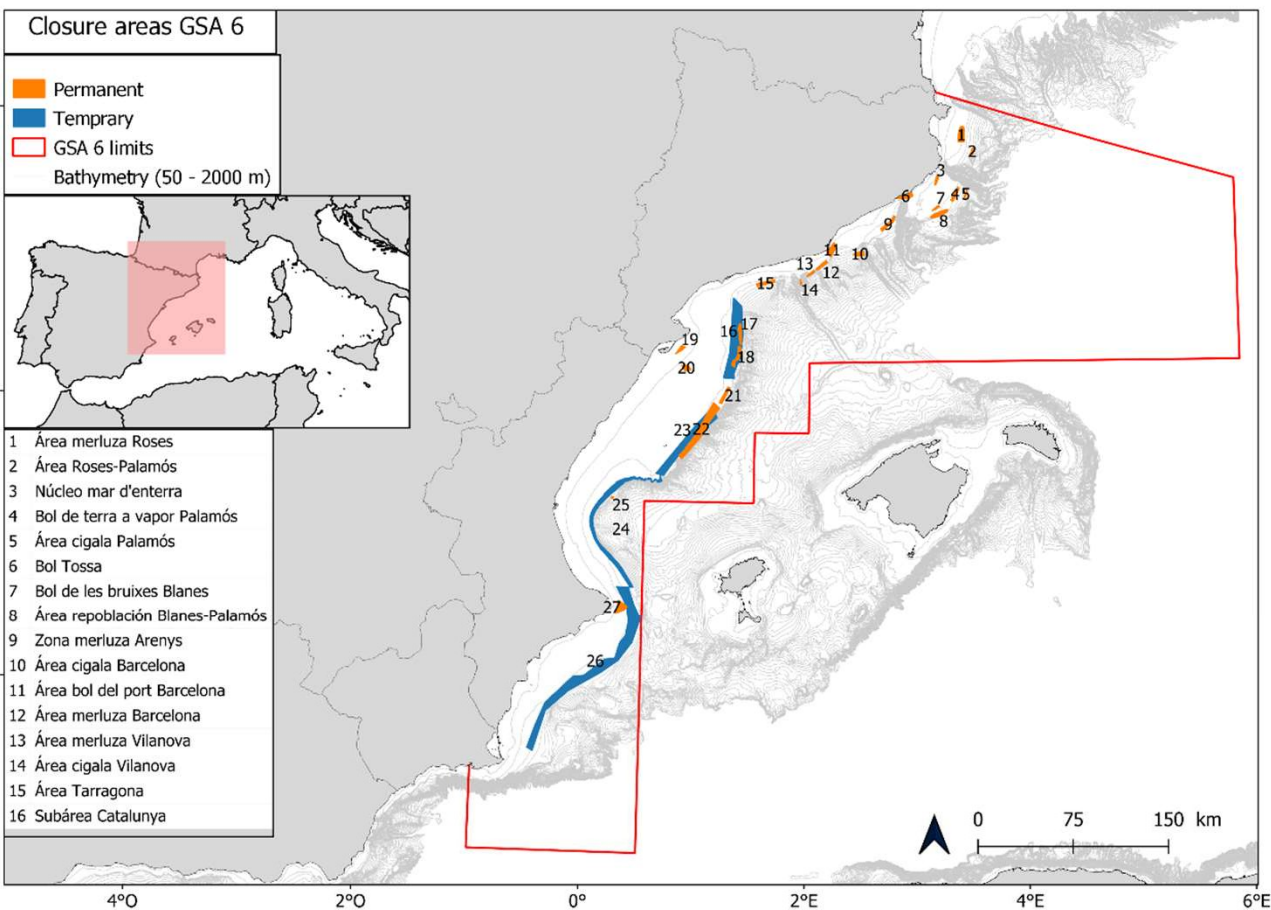 Closure areas GSA 6
Permanent
Temprary
GSA 6 limits
Bathymetry (50 - 2000 m)
1
2
3
4 5
6
7
8
9
10
11
12
13
14
15
16
17
18
19
20
21
22
23
24
25
26
27
1 Área merluza Roses
2 Área Roses-Palamós
3 Núcleo mar d'enterra
4 Bol de terra a vapor Palamós
5 Área cigala Palamós
6 Bol Tossa
7 Bol de les bruixes Blanes
8 Área repoblación Blanes-Palamós
9 Zona merluza Arenys
10 Área cigala Barcelona
11 Área bol del port Barcelona
12 Área merluza Barcelona
13 Área merluza Vilanova
14 Área cigala Vilanova
15 Área Tarragona
16 Subárea Catalunya
0 75 150 km
4°O 2°O 0° 2°E 4°E 6°E